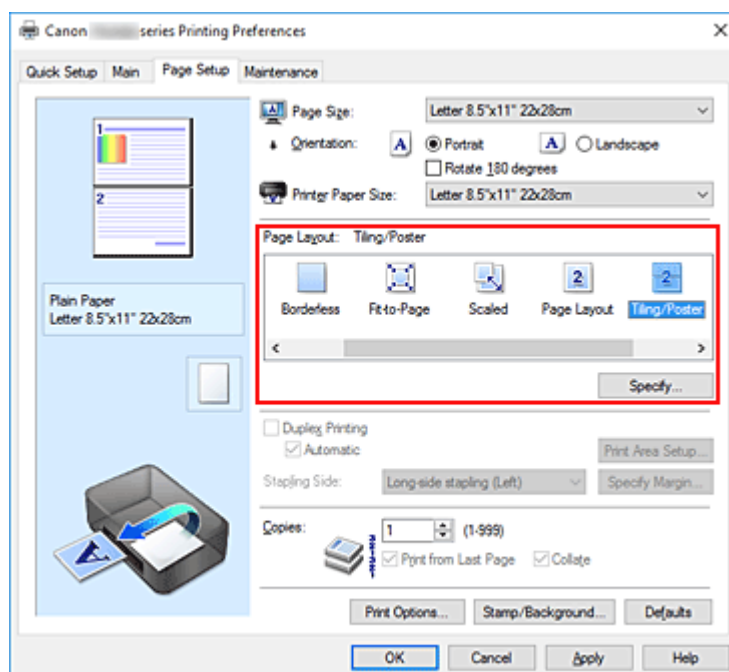 Canon series Printing Preferences
Quick Setup Main Page Setup Maintenance
1
2
Plain Paper
Letter 8.5"x11" 22x28cm
A
Page Size: Letter 8.5"x11" 22x28cm
Orientation: A Portrait A Landscape
Rotate 180 degrees
Printer Paper Size: Letter 8.5"x11" 22x28cm
Page Layout: Tiling/Poster
2 2
Borderless Fit-to-Page Scaled Page Layout Tiling/Poster
Specify...
Duplex Printing
Automatic Print Area Setup...
Stapling Side: Long-side stapling (Left) Specify Margin...
Copies: 1 (1-999)
Print from Last Page Collate
Print Options... Stamp/Background... Defaults
OK Cancel Apply Help